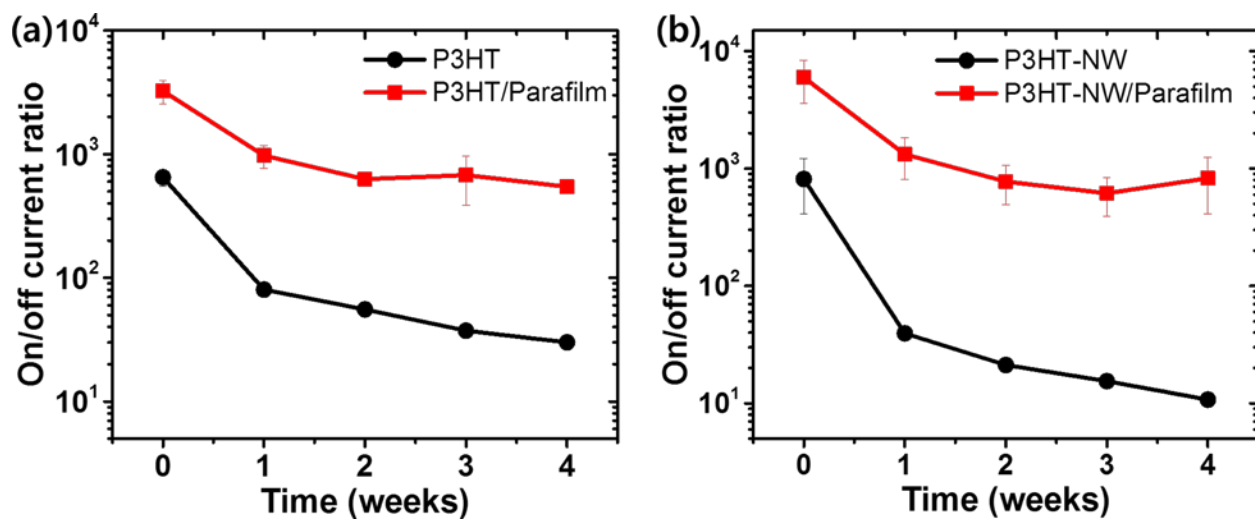 (a)
P3HT
P3HT/Parafilm
On/off current ratio
10^4
10^3
10^2
10^1
0 1 2 3 4
Time (weeks)
(b)
P3HT-NW
P3HT-NW/Parafilm
On/off current ratio
10^4
10^3
10^2
10^1
0 1 2 3 4
Time (weeks)